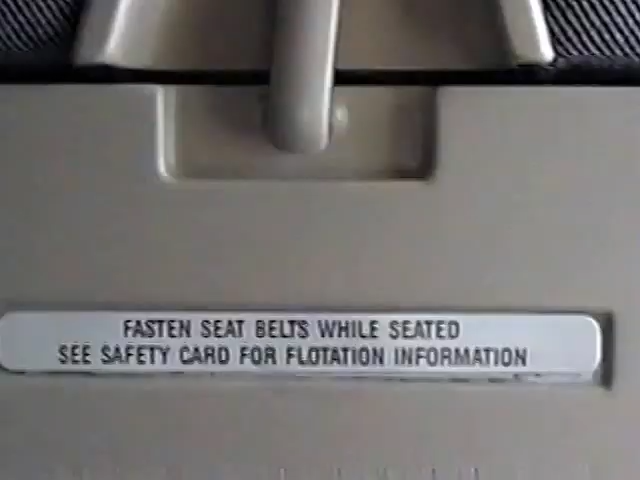 FASTEN SEAT BELTS WHILE SEATED
SEE SAFETY CARD FOR FLOTATION INFORMATION